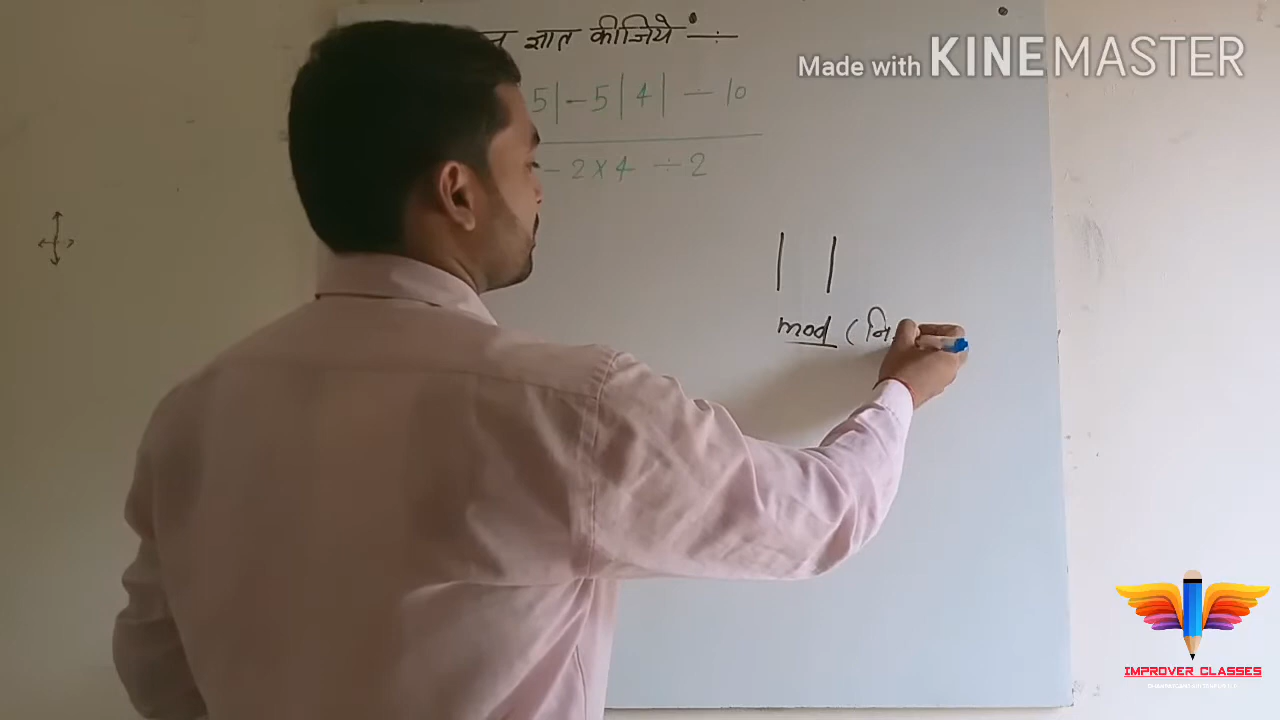 ज्ञात कीजिये :-
Made with KINEMASTER
5|-5|4| ÷ 10
- 2 × 4 ÷ 2
| |
mod (नि
IMPROVER CLASSES